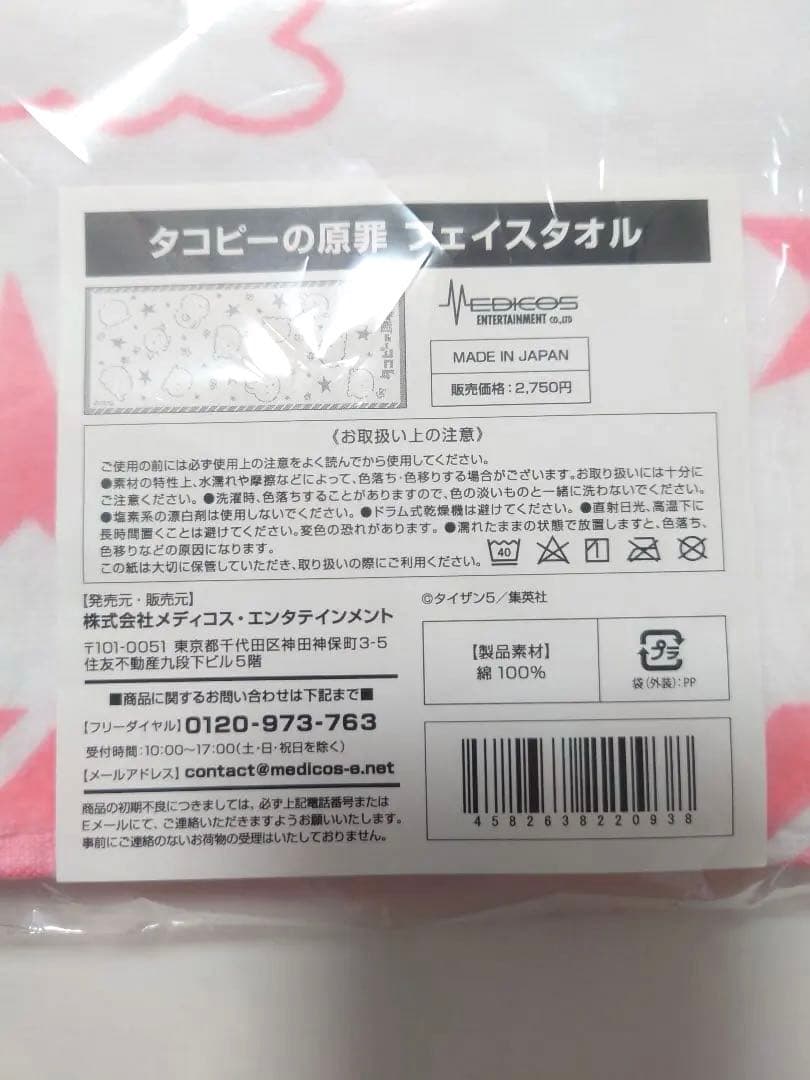 タコピーの原罪 フェイスタオル
MEDICOS
ENTERTAINMENT CO.,LTD
MADE IN JAPAN
販売価格：2,750円
《お取扱い上の注意》
ご使用の前には必ず使用上の注意をよく読んでから使用してください。
●素材の特性上、水濡れや摩擦などによって、色落ち・色移りする場合がございます。お取り扱いには十分に
ご注意ください。●洗濯時、色落ちすることがありますので、色の淡いものと一緒に洗わないでください。
●塩素系の漂白剤は使用しないでください。●ドラム式乾燥機は避けてください。●直射日光、高温下に
長時間置くことは避けてください。変色の恐れがあります。●濡れたままの状態で放置しますと、色落ち、
色移りなどの原因になります。
この紙は大切に保管していただき、取り扱いの際にご利用ください。
40
【発売元・販売元】
株式会社メディコス・エンタテインメント
〒101-0051 東京都千代田区神田神保町3-5
住友不動産九段下ビル5階
■商品に関するお問い合わせは下記まで■
【フリーダイヤル】0120-973-763
受付時間：10:00〜17:00（土・日・祝日を除く）
【メールアドレス】contact@medicos-e.net
商品の初期不良につきましては、必ず上記電話番号または
Eメールにて、ご連絡いただきますようお願いいたします。
事前にご連絡のないお荷物の受理はいたしておりません。
©タイザン5／集英社
【製品素材】
綿 100%
プラ
袋（外装）：PP
4582638220938